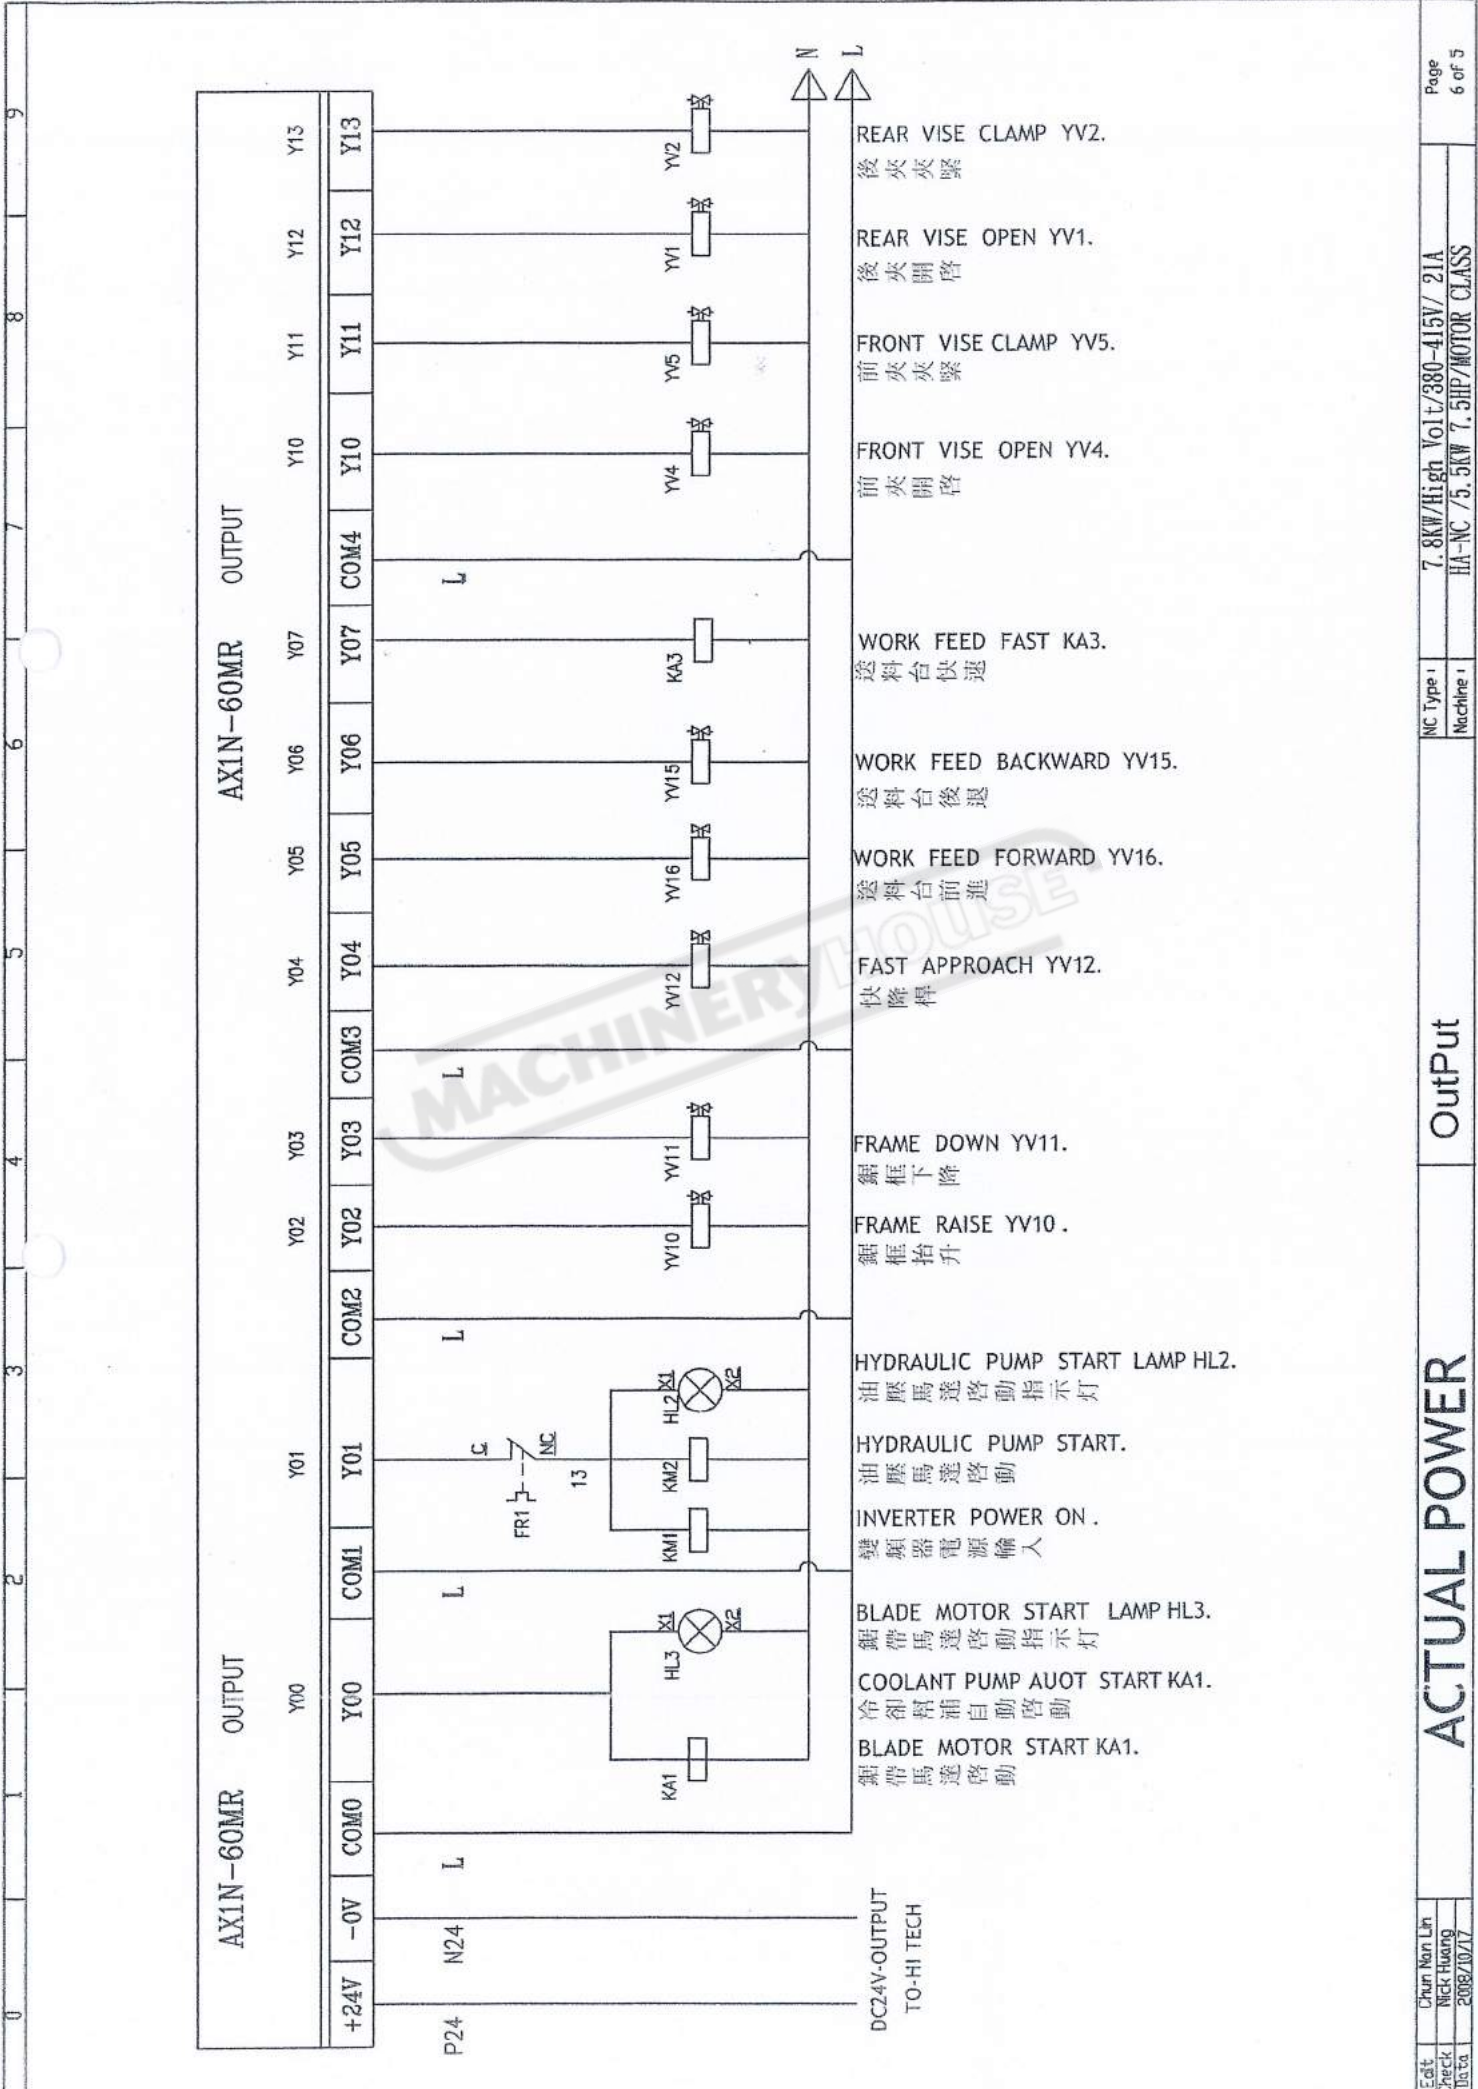 0 1 2 3 4 5 6 7 8 9
AX1N-60MR OUTPUT AX1N-60MR OUTPUT
Y00 Y01 Y02 Y03 Y04 Y05 Y06 Y07 Y10 Y11 Y12 Y13
+24V -0V COM0 Y00 COM1 Y01 COM2 Y02 Y03 COM3 Y04 Y05 Y06 Y07 COM4 Y10 Y11 Y12 Y13
P24 N24 L L L L L
C
FR1 NC
13
KA1 HL3 X1 X2 KM1 KM2 HL2 X1 X2 YV10 YV11 YV12 YV16 YV15 KA3 YV4 YV5 YV1 YV2
N
L
DC24V-OUTPUT
TO-HI TECH
BLADE MOTOR START KA1.
鋸帶馬達啓動
COOLANT PUMP AUOT START KA1.
冷卻幫浦自動啓動
BLADE MOTOR START LAMP HL3.
鋸帶馬達啓動指示灯
INVERTER POWER ON .
變頻器電源輸入
HYDRAULIC PUMP START.
油壓馬達啓動
HYDRAULIC PUMP START LAMP HL2.
油壓馬達啓動指示灯
FRAME RAISE YV10 .
鋸框抬升
FRAME DOWN YV11.
鋸框下降
FAST APPROACH YV12.
快降桿
WORK FEED FORWARD YV16.
送料台前進
WORK FEED BACKWARD YV15.
送料台後退
WORK FEED FAST KA3.
送料台快速
FRONT VISE OPEN YV4.
前夾開啓
FRONT VISE CLAMP YV5.
前夾夾緊
REAR VISE OPEN YV1.
後夾開啓
REAR VISE CLAMP YV2.
後夾夾緊
MACHINERYHOUSE
Edit Chun Nan Lin
heck Nick Huang
Data 2008/10/17
ACTUAL POWER
OutPut
NC Type : 7.8KW/High Volt/380-415V/ 21A
Nachine : HA-NC /5.5KW 7.5HP/MOTOR CLASS
Page
6 of 5